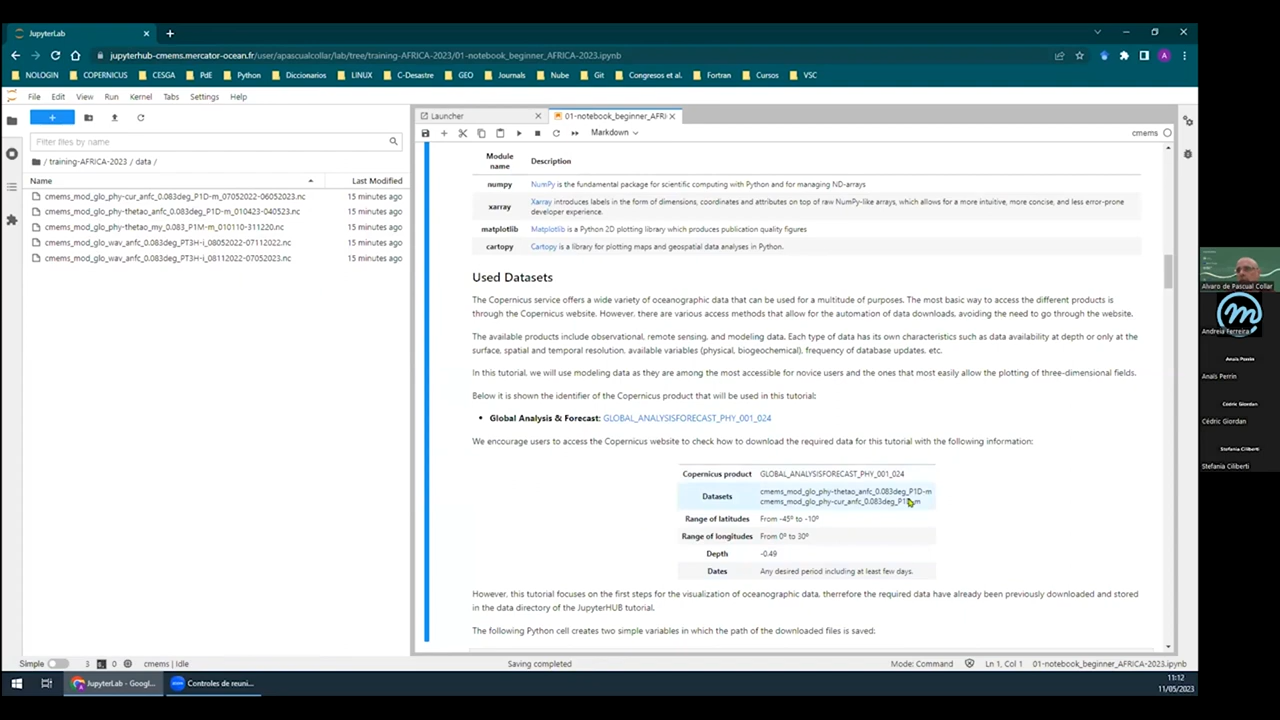 JupyterLab
jupyterhub-cmems.mercator-ocean.fr/user/apascualcollar/lab/tree/training-AFRICA-2023/01-notebook_beginner_AFRICA-2023.ipynb
NOLOGIN COPERNICUS CESGA PdE Python Diccionarios LINUX C-Desastre GEO Journals Nube Git Congresos et al. Fortran Cursos VSC
File Edit View Run Kernel Tabs Settings Help
Launcher
01-notebook_beginner_AFRI
Markdown
cmems
Filter files by name
/ training-AFRICA-2023 / data /
Name Last Modified
cmems_mod_glo_phy-cur_anfc_0.083deg_P1D-m_07052022-06052023.nc 15 minutes ago
cmems_mod_glo_phy-thetao_anfc_0.083deg_P1D-m_010423-040523.nc 15 minutes ago
cmems_mod_glo_phy-thetao_my_0.083_P1M-m_010110-311220.nc 15 minutes ago
cmems_mod_glo_wav_anfc_0.083deg_PT3H-i_08052022-07112022.nc 15 minutes ago
cmems_mod_glo_wav_anfc_0.083deg_PT3H-i_08112022-07052023.nc 15 minutes ago
Module name Description
numpy NumPy is the fundamental package for scientific computing with Python and for managing ND-arrays
xarray Xarray introduces labels in the form of dimensions, coordinates and attributes on top of raw NumPy-like arrays, which allows for a more intuitive, more concise, and less error-prone
developer experience.
matplotlib Matplotlib is a Python 2D plotting library which produces publication quality figures
cartopy Cartopy is a library for plotting maps and geospatial data analyses in Python.
Used Datasets
The Copernicus service offers a wide variety of oceanographic data that can be used for a multitude of purposes. The most basic way to access the different products is
through the Copernicus website. However, there are various access methods that allow for the automation of data downloads, avoiding the need to go through the website.
The available products include observational, remote sensing, and modeling data. Each type of data has its own characteristics such as data availability at depth or only at the
surface, spatial and temporal resolution, available variables (physical, biogeochemical), frequency of database updates, etc.
In this tutorial, we will use modeling data as they are among the most accessible for novice users and the ones that most easily allow the plotting of three-dimensional fields.
Below it is shown the identifier of the Copernicus product that will be used in this tutorial:
• Global Analysis & Forecast: GLOBAL_ANALYSISFORECAST_PHY_001_024
We encourage users to access the Copernicus website to check how to download the required data for this tutorial with the following information:
Copernicus product GLOBAL_ANALYSISFORECAST_PHY_001_024
Datasets cmems_mod_glo_phy-thetao_anfc_0.083deg_P1D-m
cmems_mod_glo_phy-cur_anfc_0.083deg_P1D-m
Range of latitudes From -45º to -10º
Range of longitudes From 0º to 30º
Depth -0.49
Dates Any desired period including at least few days.
However, this tutorial focuses on the first steps for the visualization of oceanographic data, therrefore the required data have already been previously downloaded and stored
in the data directory of the JupyterHUB tutorial.
The following Python cell creates two simple variables in which the path of the downloaded files is saved:
Simple 3 0 cmems | Idle Saving completed Mode: Command Ln 1, Col 1 01-notebook_beginner_AFRICA-2023.ipynb
JupyterLab - Googl...
Controles de reuni...
11:12
11/05/2023
Alvaro de Pascual Collar
Andreia Ferreira
Anaïs Perrin
Anaïs Perrin
Cédric Giordan
Cédric Giordan
Stefania Ciliberti
Stefania Ciliberti